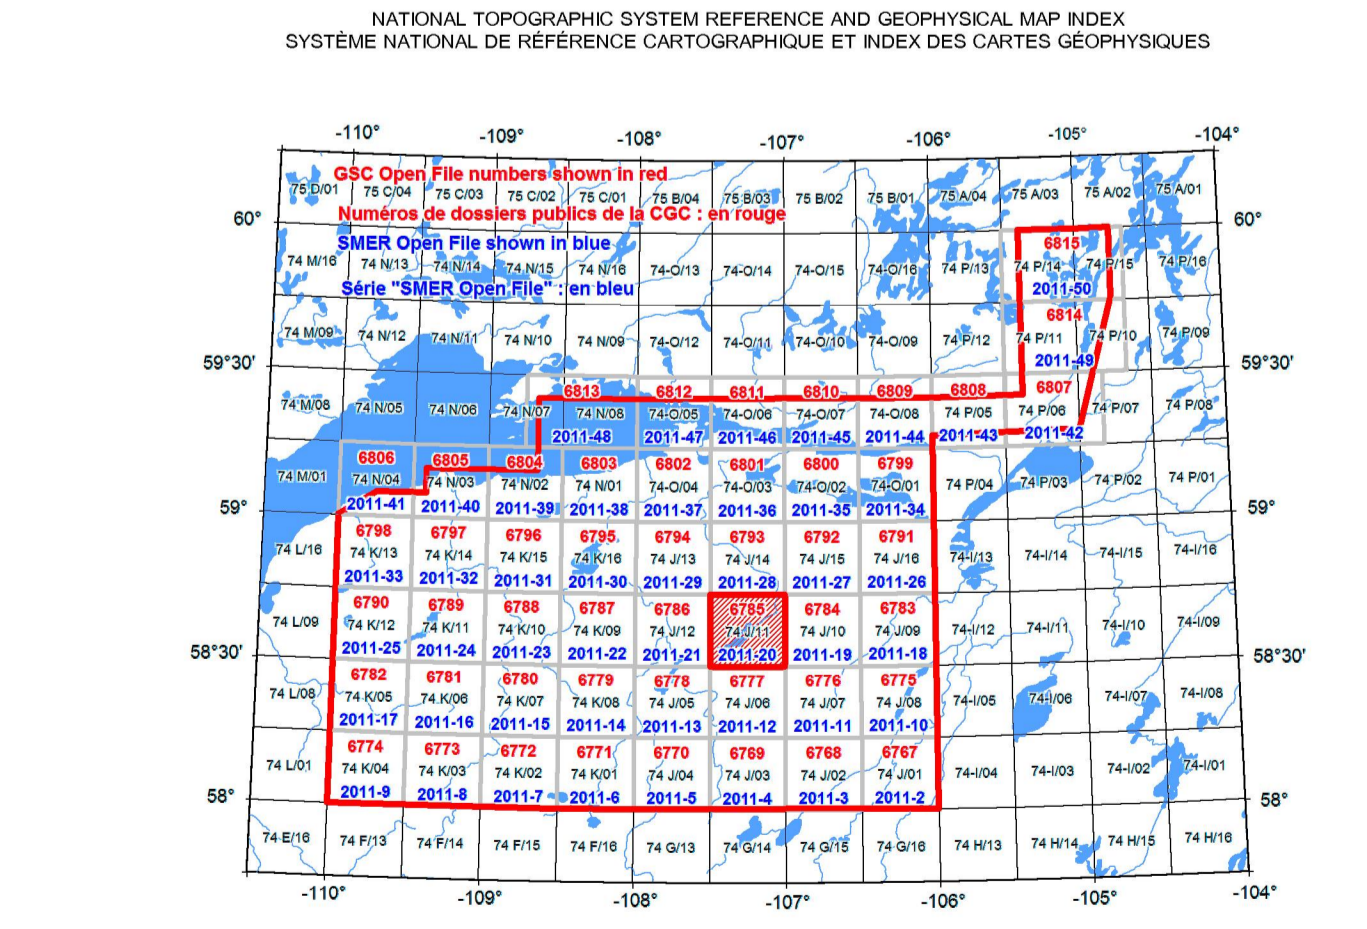 NATIONAL TOPOGRAPHIC SYSTEM REFERENCE AND GEOPHYSICAL MAP INDEX
SYSTÈME NATIONAL DE RÉFÉRENCE CARTOGRAPHIQUE ET INDEX DES CARTES GÉOPHYSIQUES
-110° -109° -108° -107° -106° -105° -104°
GSC Open File numbers shown in red
75 D/01 75 C/04 75 C/03 75 C/02 75 C/01 75 B/04 75 B/03 75 B/02 75 B/01 75 A/04 75 A/03 75 A/02 75 A/01
Numéros de dossiers publics de la CGC : en rouge
60° 60°
SMER Open File shown in blue
6815
74 M/16 74 N/13 74 N/14 74 N/15 74 N/16 74-O/13 74-O/14 74-O/15 74-O/16 74 P/13 74 P/14 74 P/15 74 P/16
Série "SMER Open File" : en bleu
2011-50
6814
74 M/09 74 N/12 74 N/11 74 N/10 74 N/09 74-O/12 74-O/11 74-O/10 74-O/09 74 P/12 74 P/11 74 P/10 74 P/09
59°30' 2011-49 59°30'
6813 6812 6811 6810 6809 6808 6807
74 M/08 74 N/05 74 N/06 74 N/07 74 N/08 74-O/05 74-O/06 74-O/07 74-O/08 74 P/05 74 P/06 74 P/07 74 P/08
2011-48 2011-47 2011-46 2011-45 2011-44 2011-43 2011-42
6806 6805 6804 6803 6802 6801 6800 6799
74 M/01 74 N/04 74 N/03 74 N/02 74 N/01 74-O/04 74-O/03 74-O/02 74-O/01 74 P/04 74 P/03 74 P/02 74 P/01
2011-41 2011-40 2011-39 2011-38 2011-37 2011-36 2011-35 2011-34
59° 59°
6798 6797 6796 6795 6794 6793 6792 6791
74 L/16 74 K/13 74 K/14 74 K/15 74 K/16 74 J/13 74 J/14 74 J/15 74 J/16 74-I/13 74-I/14 74-I/15 74-I/16
2011-33 2011-32 2011-31 2011-30 2011-29 2011-28 2011-27 2011-26
6790 6789 6788 6787 6786 6785 6784 6783
74 L/09 74 K/12 74 K/11 74 K/10 74 K/09 74 J/12 74 J/11 74 J/10 74 J/09 74-I/12 74-I/11 74-I/10 74-I/09
2011-25 2011-24 2011-23 2011-22 2011-21 2011-20 2011-19 2011-18
58°30' 58°30'
6782 6781 6780 6779 6778 6777 6776 6775
74 L/08 74 K/05 74 K/06 74 K/07 74 K/08 74 J/05 74 J/06 74 J/07 74 J/08 74-I/05 74-I/06 74-I/07 74-I/08
2011-17 2011-16 2011-15 2011-14 2011-13 2011-12 2011-11 2011-10
6774 6773 6772 6771 6770 6769 6768 6767
74 L/01 74 K/04 74 K/03 74 K/02 74 K/01 74 J/04 74 J/03 74 J/02 74 J/01 74-I/04 74-I/03 74-I/02 74-I/01
2011-9 2011-8 2011-7 2011-6 2011-5 2011-4 2011-3 2011-2
58° 58°
74 E/16 74 F/13 74 F/14 74 F/15 74 F/16 74 G/13 74 G/14 74 G/15 74 G/16 74 H/13 74 H/14 74 H/15 74 H/16
-110° -109° -108° -107° -106° -105° -104°